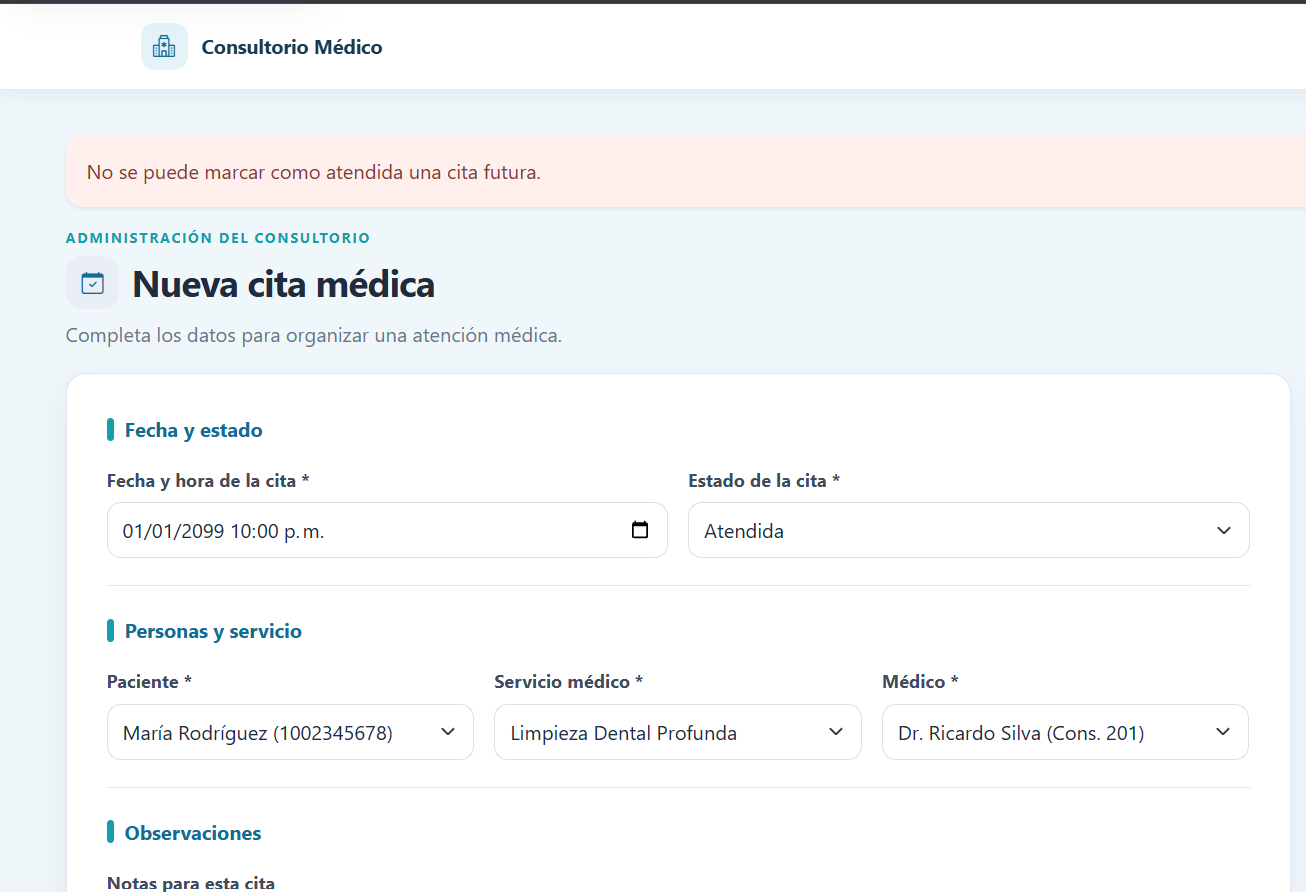 Consultorio Médico
No se puede marcar como atendida una cita futura.
ADMINISTRACIÓN DEL CONSULTORIO
Nueva cita médica
Completa los datos para organizar una atención médica.
Fecha y estado
Fecha y hora de la cita *
Estado de la cita *
01/01/2099 10:00 p. m.
Atendida
Personas y servicio
Paciente *
Servicio médico *
Médico *
María Rodríguez (1002345678)
Limpieza Dental Profunda
Dr. Ricardo Silva (Cons. 201)
Observaciones
Notas para esta cita